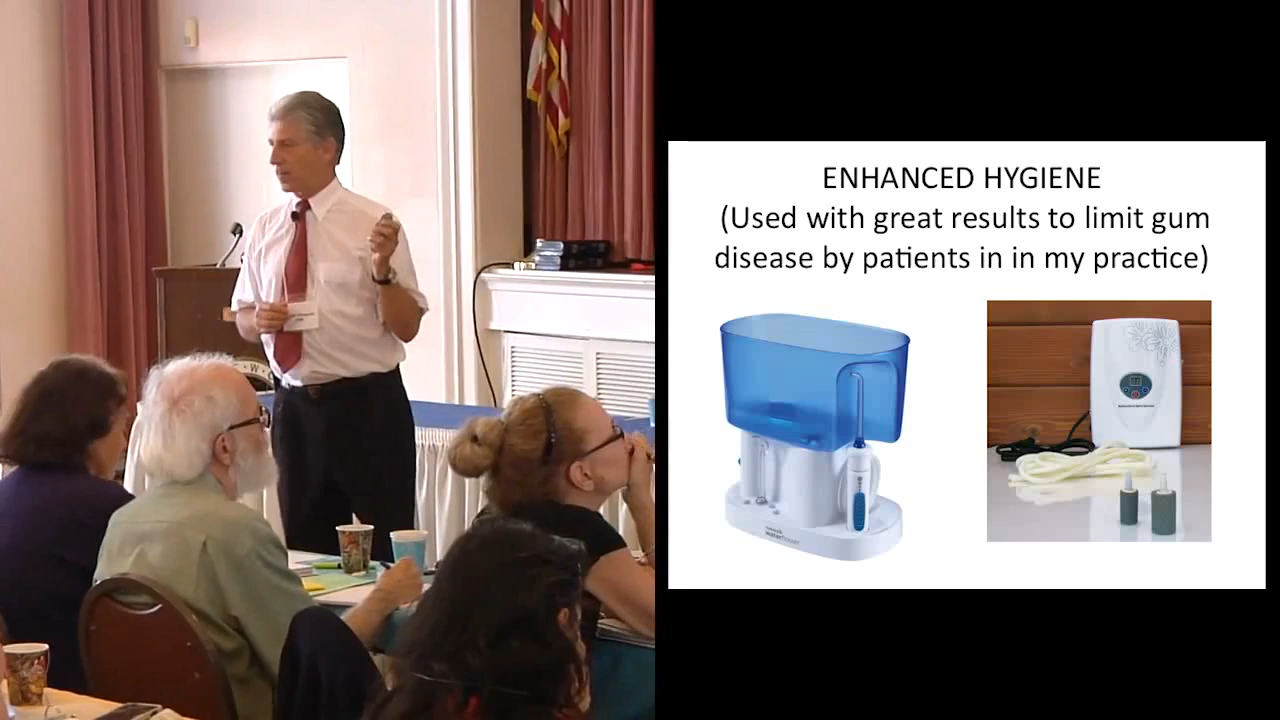 ENHANCED HYGIENE
(Used with great results to limit gum
disease by patients in in my practice)